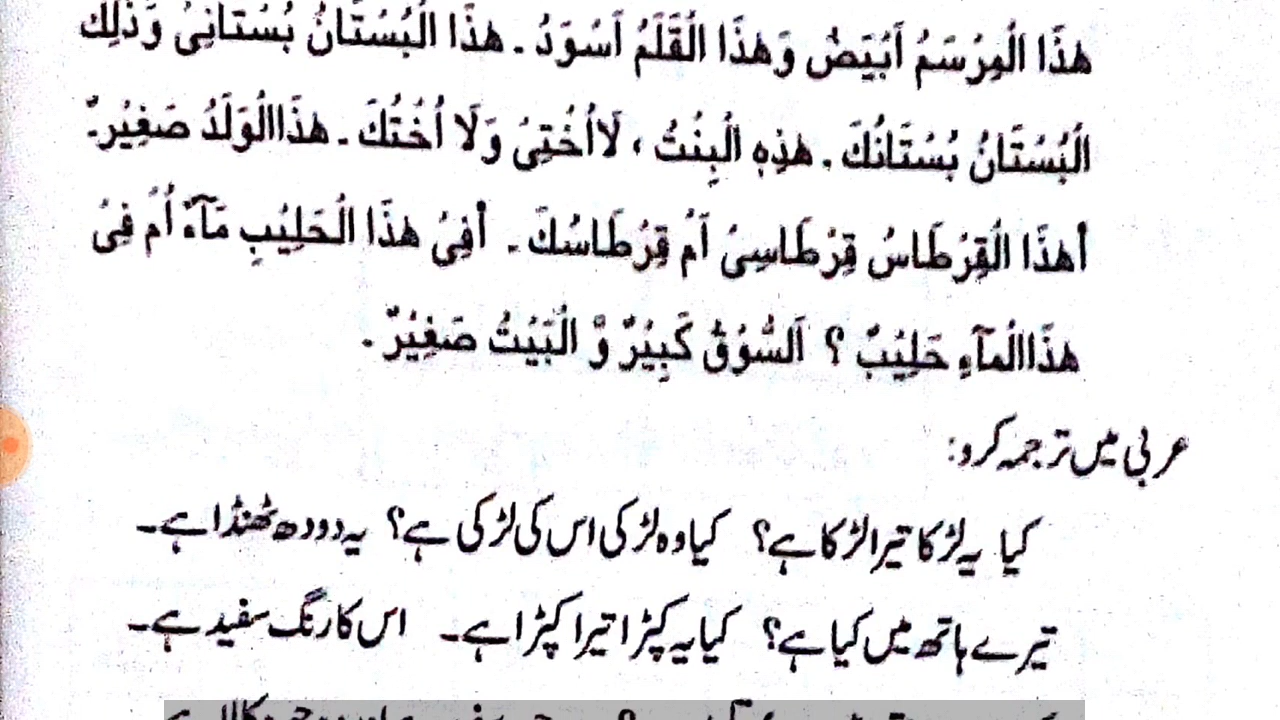 هٰذَا الْمِرْسَمُ اَبْيَضُ وَهٰذَا الْقَلَمُ اَسْوَدُ ۔ هٰذَا الْبُسْتَانُ بُسْتَانِیْ وَذٰلِكَ
الْبُسْتَانُ بُسْتَانُكَ ۔ هٰذِهِ الْبِنْتُ ، لَا اُخْتِیْ وَلَا اُخْتُكَ ۔ هٰذَا الْوَلَدُ صَغِيْرٌ ۔
أهٰذَا الْقِرْطَاسُ قِرْطَاسِیْ اَمْ قِرْطَاسُكَ ۔ أفِیْ هٰذَا الْحَلِيْبِ مَآءٌ اُمْ فِیْ
هٰذَا الْمَآءِ حَلِيْبٌ ؟ اَلسُّوْقُ كَبِيْرٌ وَّ الْبَيْتُ صَغِيْرٌ ۔
عربی میں ترجمہ کرو:
کیا یہ لڑکا تیرا لڑکا ہے؟ کیا وہ لڑکی اس کی لڑکی ہے؟ یہ دودھ ٹھنڈا ہے۔
تیرے ہاتھ میں کیا ہے؟ کیا یہ کپڑا تیرا کپڑا ہے۔ اس کا رنگ سفید ہے۔